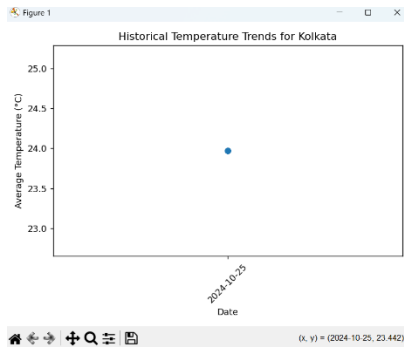 Figure 1
Historical Temperature Trends for Kolkata
25.0
24.5
24.0
23.5
23.0
Average Temperature (°C)
2024-10-25
Date
(x, y) = (2024-10-25, 23.442)